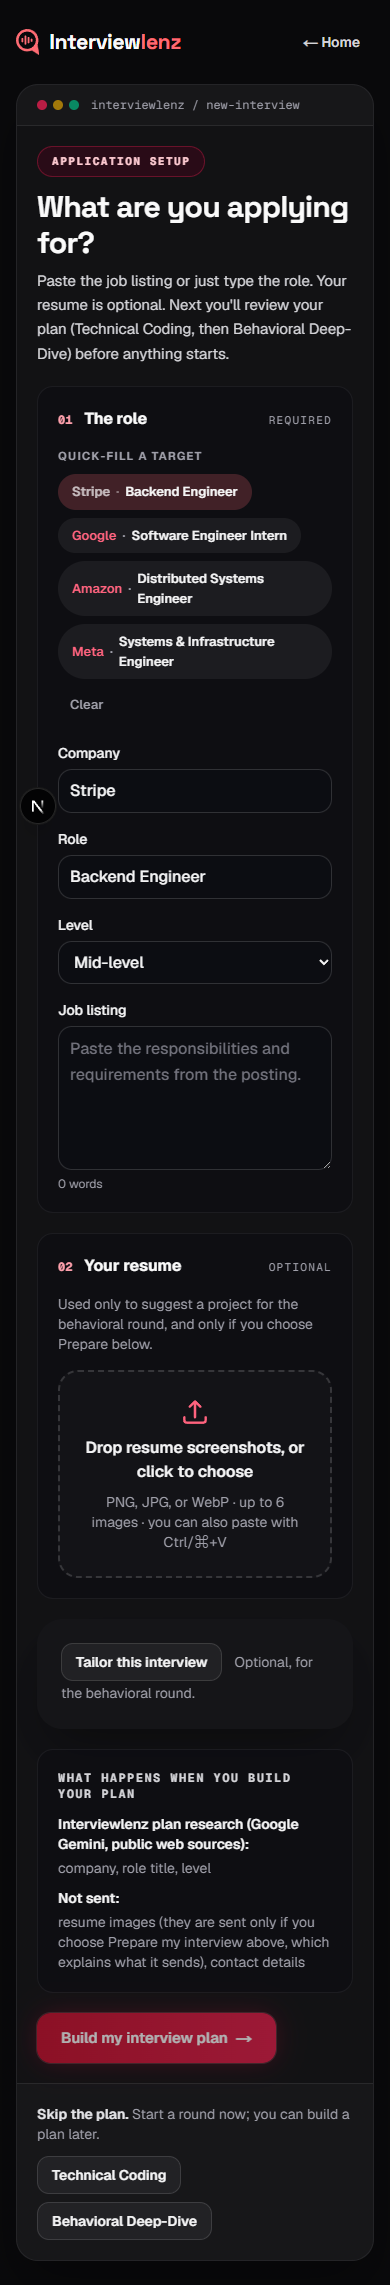 Interviewlenz
← Home
interviewlenz / new-interview
APPLICATION SETUP
What are you applying
for?
Paste the job listing or just type the role. Your
resume is optional. Next you'll review your
plan (Technical Coding, then Behavioral Deep-
Dive) before anything starts.
01 The role REQUIRED
QUICK-FILL A TARGET
Stripe · Backend Engineer
Google · Software Engineer Intern
Amazon · Distributed Systems
Engineer
Meta · Systems & Infrastructure
Engineer
Clear
Company
Stripe
N
Role
Backend Engineer
Level
Mid-level
Job listing
Paste the responsibilities and
requirements from the posting.
0 words
02 Your resume OPTIONAL
Used only to suggest a project for the
behavioral round, and only if you choose
Prepare below.
Drop resume screenshots, or
click to choose
PNG, JPG, or WebP · up to 6
images · you can also paste with
Ctrl/⌘+V
Tailor this interview Optional, for
the behavioral round.
WHAT HAPPENS WHEN YOU BUILD
YOUR PLAN
Interviewlenz plan research (Google
Gemini, public web sources):
company, role title, level
Not sent:
resume images (they are sent only if you
choose Prepare my interview above, which
explains what it sends), contact details
Build my interview plan →
Skip the plan. Start a round now; you can build a
plan later.
Technical Coding
Behavioral Deep-Dive